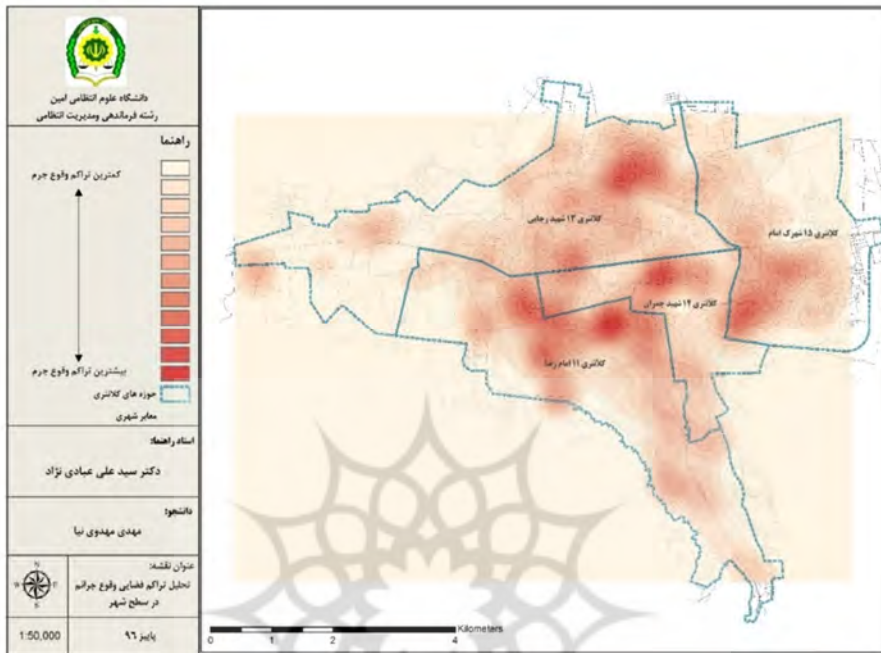 دانشگاه علوم انتظامی امین
رشته فرماندهی ومدیریت انتظامی
راهنما
کمترین تراکم وقوع جرم
بیشترین تراکم وقوع جرم
حوزه های کلانتری
معابر شهری
استاد راهنما:
دکتر سید علی عبادی نژاد
دانشجو:
مهدی مهدوی نیا
عنوان نقشه:
تحلیل تراکم فضایی وقوع جرائم
در سطح شهر
N
W
E
S
1:50,000
پاییز ۹۶
کلانتری ۱۳ شهید رجایی
کلانتری ۱۵ شهرک امام
کلانتری ۱۴ شهید چمران
کلانتری ۱۱ امام رضا
Kilometers
0 1 2 4